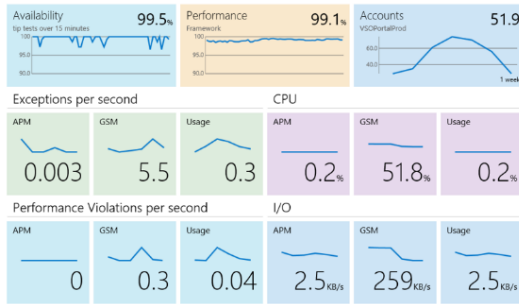 Availability 99.5%
tip tests over 15 minutes
100
95.0
90.0
Performance 99.1%
Framework
100
95.0
90.0
Accounts 51.9
VSOPortalProd
60.0
40.0
1 week
Exceptions per second
APM
0.003
GSM
5.5
Usage
0.3
CPU
APM
0.2%
GSM
51.8%
Usage
0.2%
Performance Violations per second
APM
0
GSM
0.3
Usage
0.04
I/O
APM
2.5KB/s
GSM
259KB/s
Usage
2.5KB/s